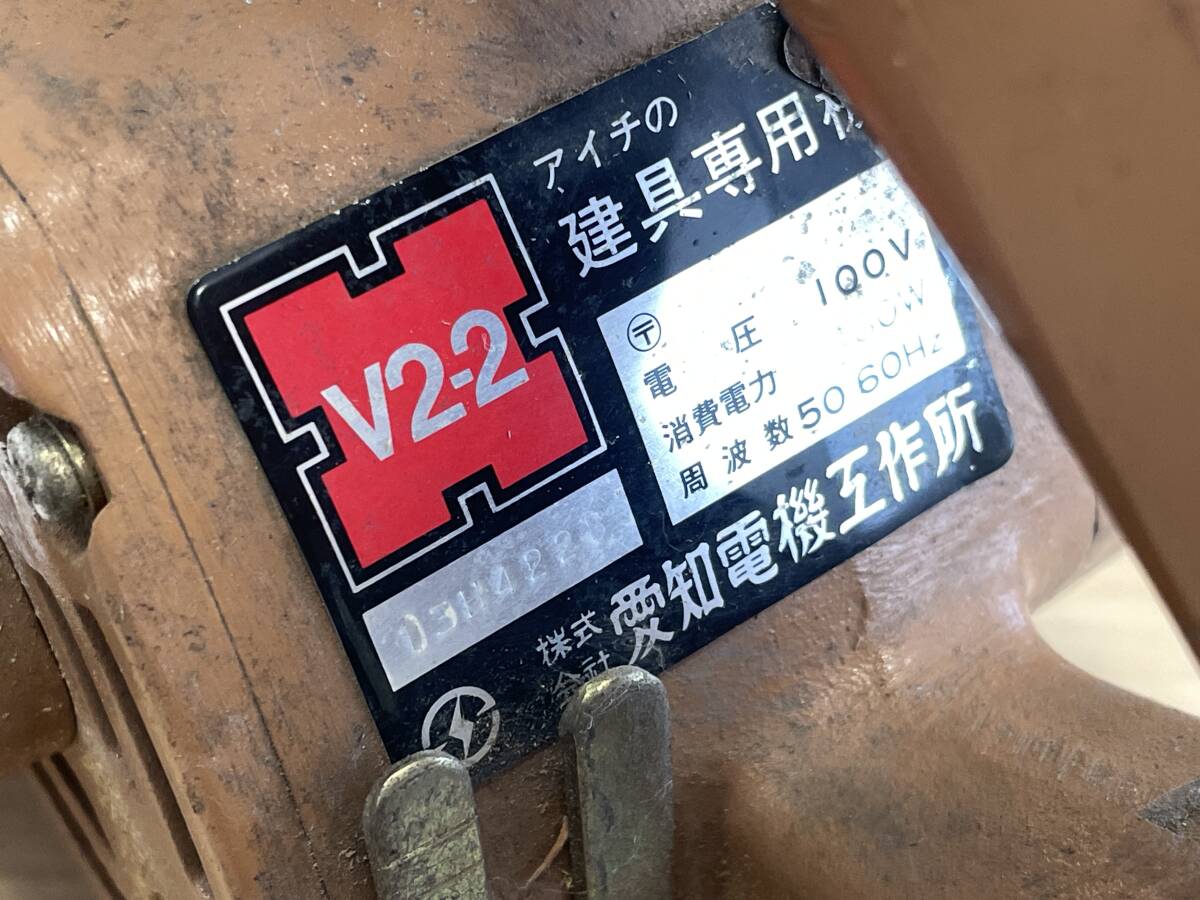 アイチの
建具専用
V2-2
〒
電圧 100V
消費電力
周波数 50 60Hz
株式
会社
愛知電機工作所